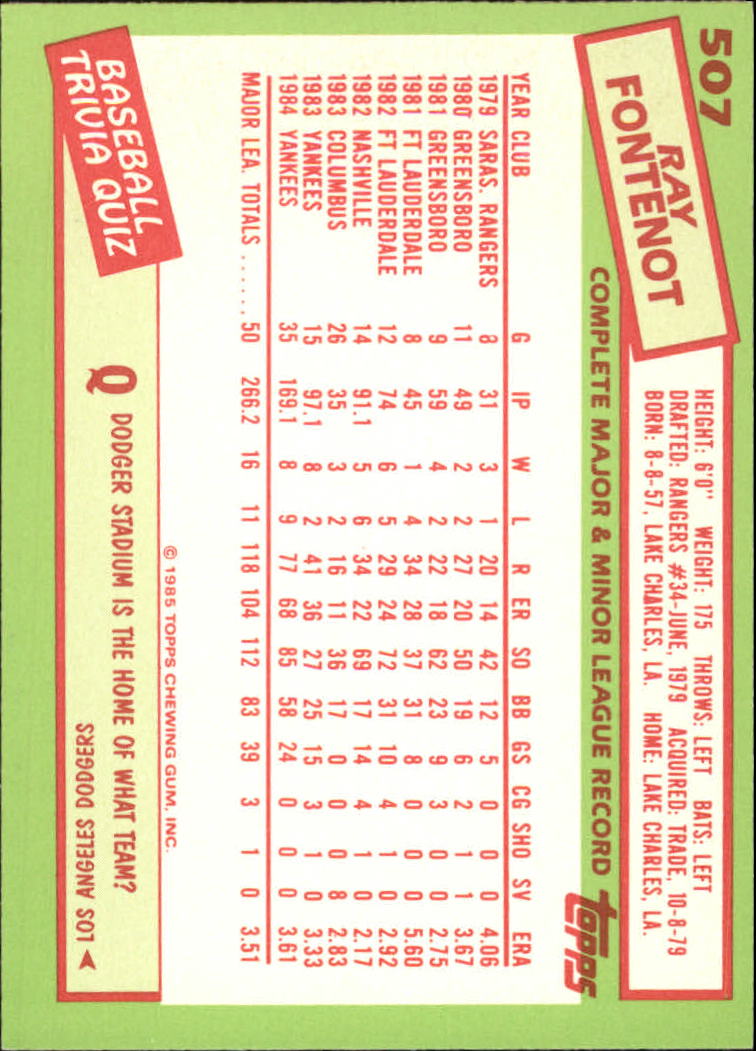 507
RAY
FONTENOT
HEIGHT: 6'0" WEIGHT: 175 THROWS: LEFT BATS: LEFT
DRAFTED: RANGERS #34-JUNE, 1979 ACQUIRED: TRADE, 10-8-79
BORN: 8-8-57, LAKE CHARLES, LA. HOME: LAKE CHARLES, LA.
COMPLETE MAJOR & MINOR LEAGUE RECORD topps
YEAR CLUB G IP W L R ER SO BB GS CG SHO SV ERA
1979 SARAS. RANGERS 8 31 3 1 20 14 42 12 5 0 0 0 4.06
1980 GREENSBORO 11 49 2 2 27 20 50 19 6 2 1 1 3.67
1981 GREENSBORO 9 59 4 2 22 18 62 23 9 3 0 0 2.75
1981 FT LAUDERDALE 8 45 1 4 34 28 37 31 8 0 0 0 5.60
1982 FT LAUDERDALE 12 74 6 5 29 24 72 31 10 4 1 0 2.92
1982 NASHVILLE 14 91.1 5 6 34 22 69 17 14 4 1 0 2.17
1983 COLUMBUS 26 35 3 2 16 11 36 17 0 0 0 8 2.83
1983 YANKEES 15 97.1 8 2 41 36 27 25 15 3 1 0 3.33
1984 YANKEES 35 169.1 8 9 77 68 85 58 24 0 0 0 3.61
MAJOR LEA. TOTALS ...... 50 266.2 16 11 118 104 112 83 39 3 1 0 3.51
© 1985 TOPPS CHEWING GUM, INC.
BASEBALL
TRIVIA QUIZ
Q DODGER STADIUM IS THE HOME OF WHAT TEAM?
LOS ANGELES DODGERS